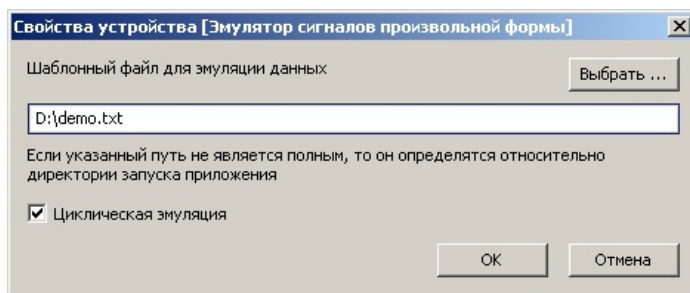 Свойства устройства [Эмулятор сигналов произвольной формы]
Шаблонный файл для эмуляции данных
Выбрать ...
D:\demo.txt
Если указанный путь не является полным, то он определятся относительно
директории запуска приложения
Циклическая эмуляция
OK Отмена